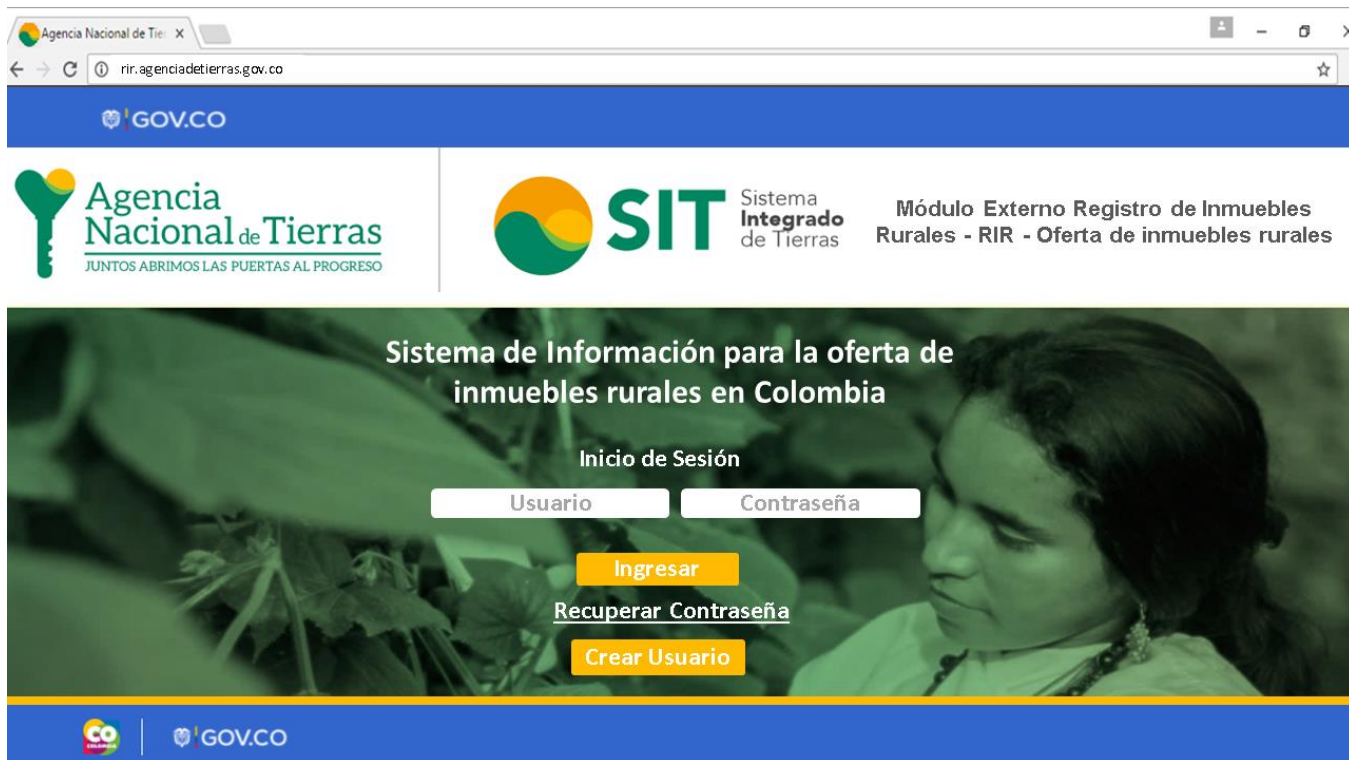 Agencia Nacional de Tie
rir.agenciadetierras.gov.co
GOV.CO
Agencia
Nacional de Tierras
JUNTOS ABRIMOS LAS PUERTAS AL PROGRESO
SIT
Sistema
Integrado
de Tierras
Módulo Externo Registro de Inmuebles
Rurales - RIR - Oferta de inmuebles rurales
Sistema de Información para la oferta de
inmuebles rurales en Colombia
Inicio de Sesión
Usuario
Contraseña
Ingresar
Recuperar Contraseña
Crear Usuario
CO
COLOMBIA
GOV.CO